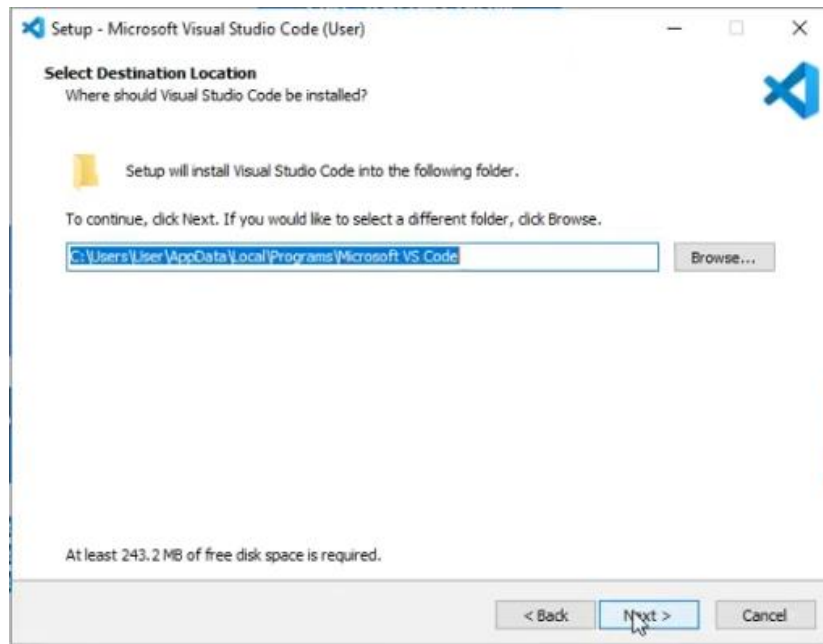 Setup - Microsoft Visual Studio Code (User)
Select Destination Location
Where should Visual Studio Code be installed?
Setup will install Visual Studio Code into the following folder.
To continue, click Next. If you would like to select a different folder, click Browse.
C:\Users\User\AppData\Local\Programs\Microsoft VS Code
Browse...
At least 243.2 MB of free disk space is required.
< Back
Next >
Cancel